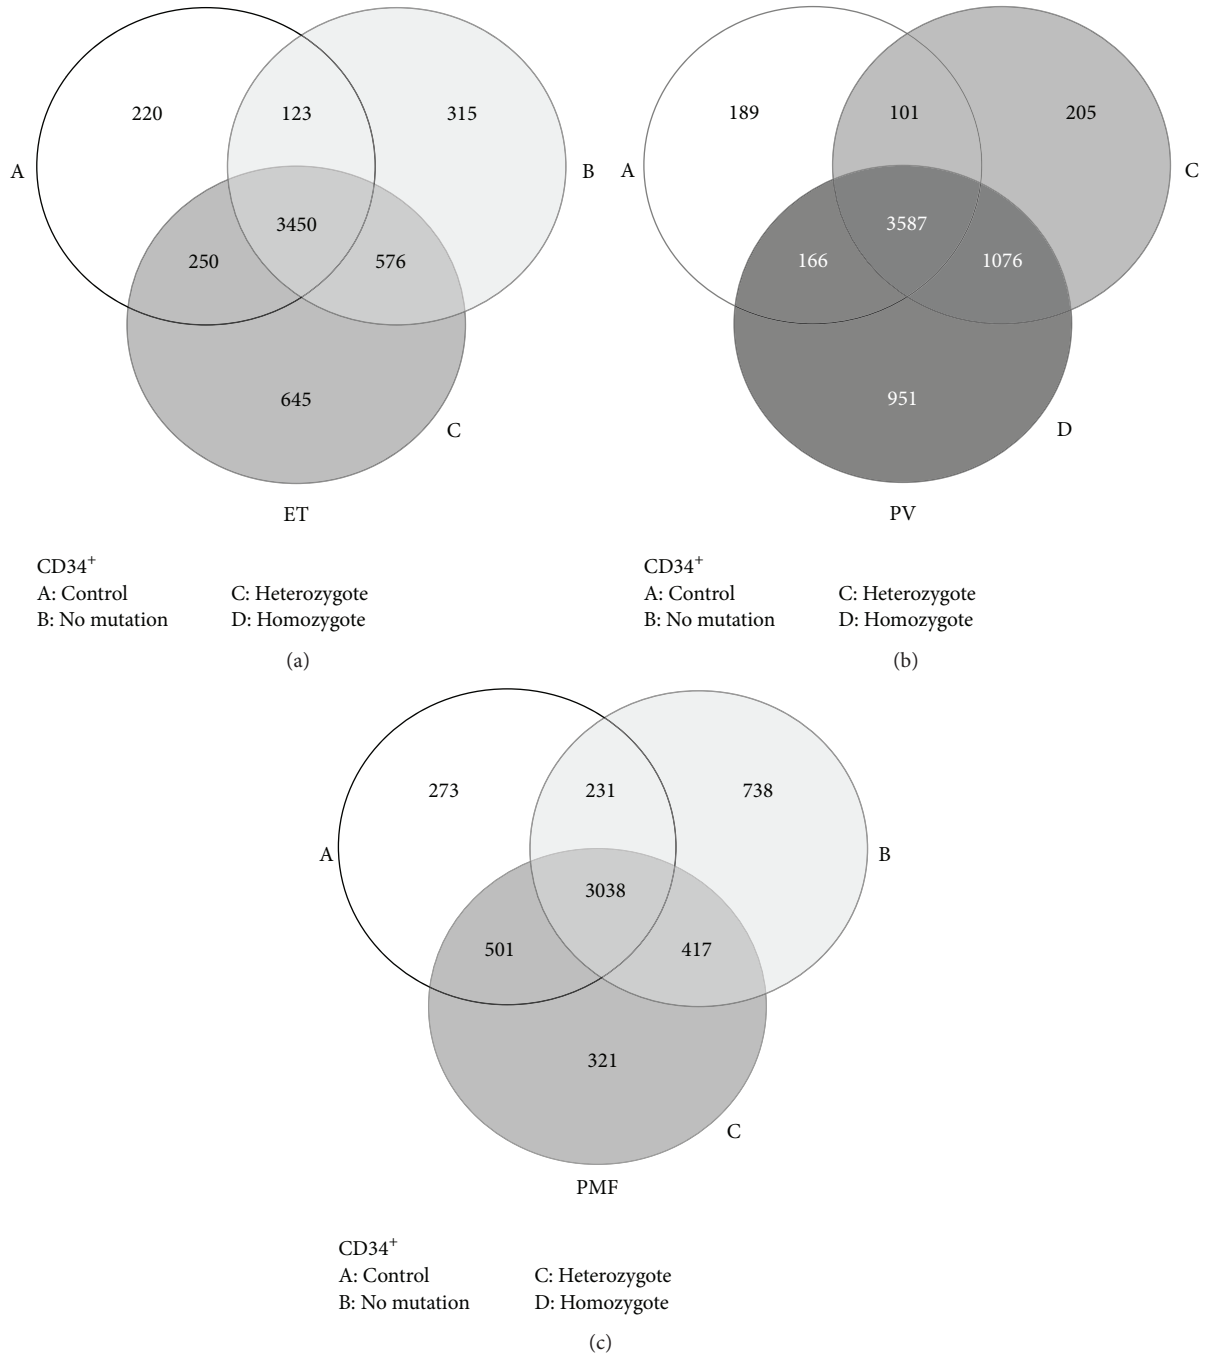 220 123 315
A B
3450
250 576
645
C
ET
CD34+
A: Control C: Heterozygote
B: No mutation D: Homozygote
(a)
189 101 205
A C
3587
166 1076
951
D
PV
CD34+
A: Control C: Heterozygote
B: No mutation D: Homozygote
(b)
273 231 738
A B
3038
501 417
321
C
PMF
CD34+
A: Control C: Heterozygote
B: No mutation D: Homozygote
(c)